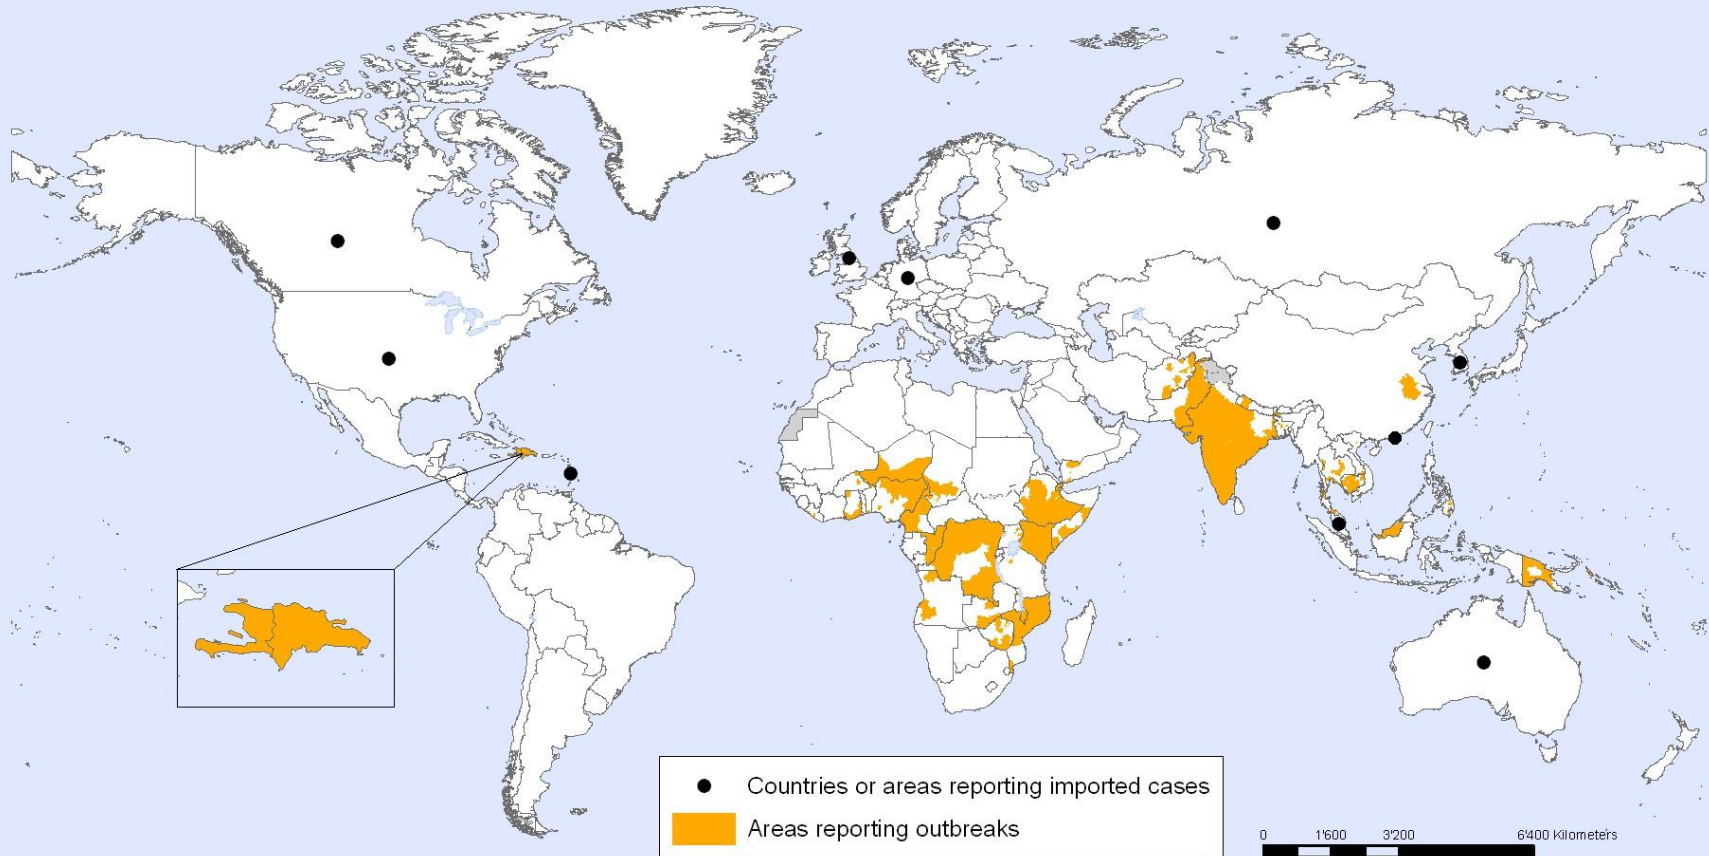 Countries or areas reporting imported cases
Areas reporting outbreaks
0 1'600 3'200 6'400 Kilometers